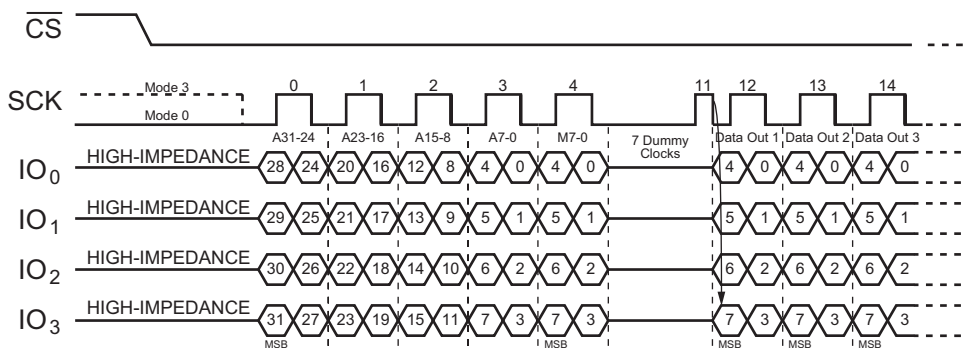 CS
Mode 3
0 1 2 3 4 11 12 13 14
SCK
Mode 0
A31-24 A23-16 A15-8 A7-0 M7-0 7 Dummy Data Out 1 Data Out 2 Data Out 3
Clocks
IO0 HIGH-IMPEDANCE 28 24 20 16 12 8 4 0 4 0 4 0 4 0 4 0
IO1 HIGH-IMPEDANCE 29 25 21 17 13 9 5 1 5 1 5 1 5 1 5 1
IO2 HIGH-IMPEDANCE 30 26 22 18 14 10 6 2 6 2 6 2 6 2 6 2
IO3 HIGH-IMPEDANCE 31 27 23 19 15 11 7 3 7 3 7 3 7 3 7 3
MSB MSB MSB MSB MSB